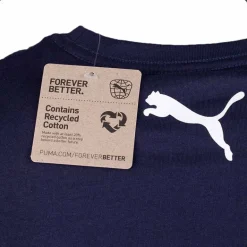 FOREVER
BETTER.
Contains
Recycled
Cotton
PUMA.COM/FOREVERBETTER